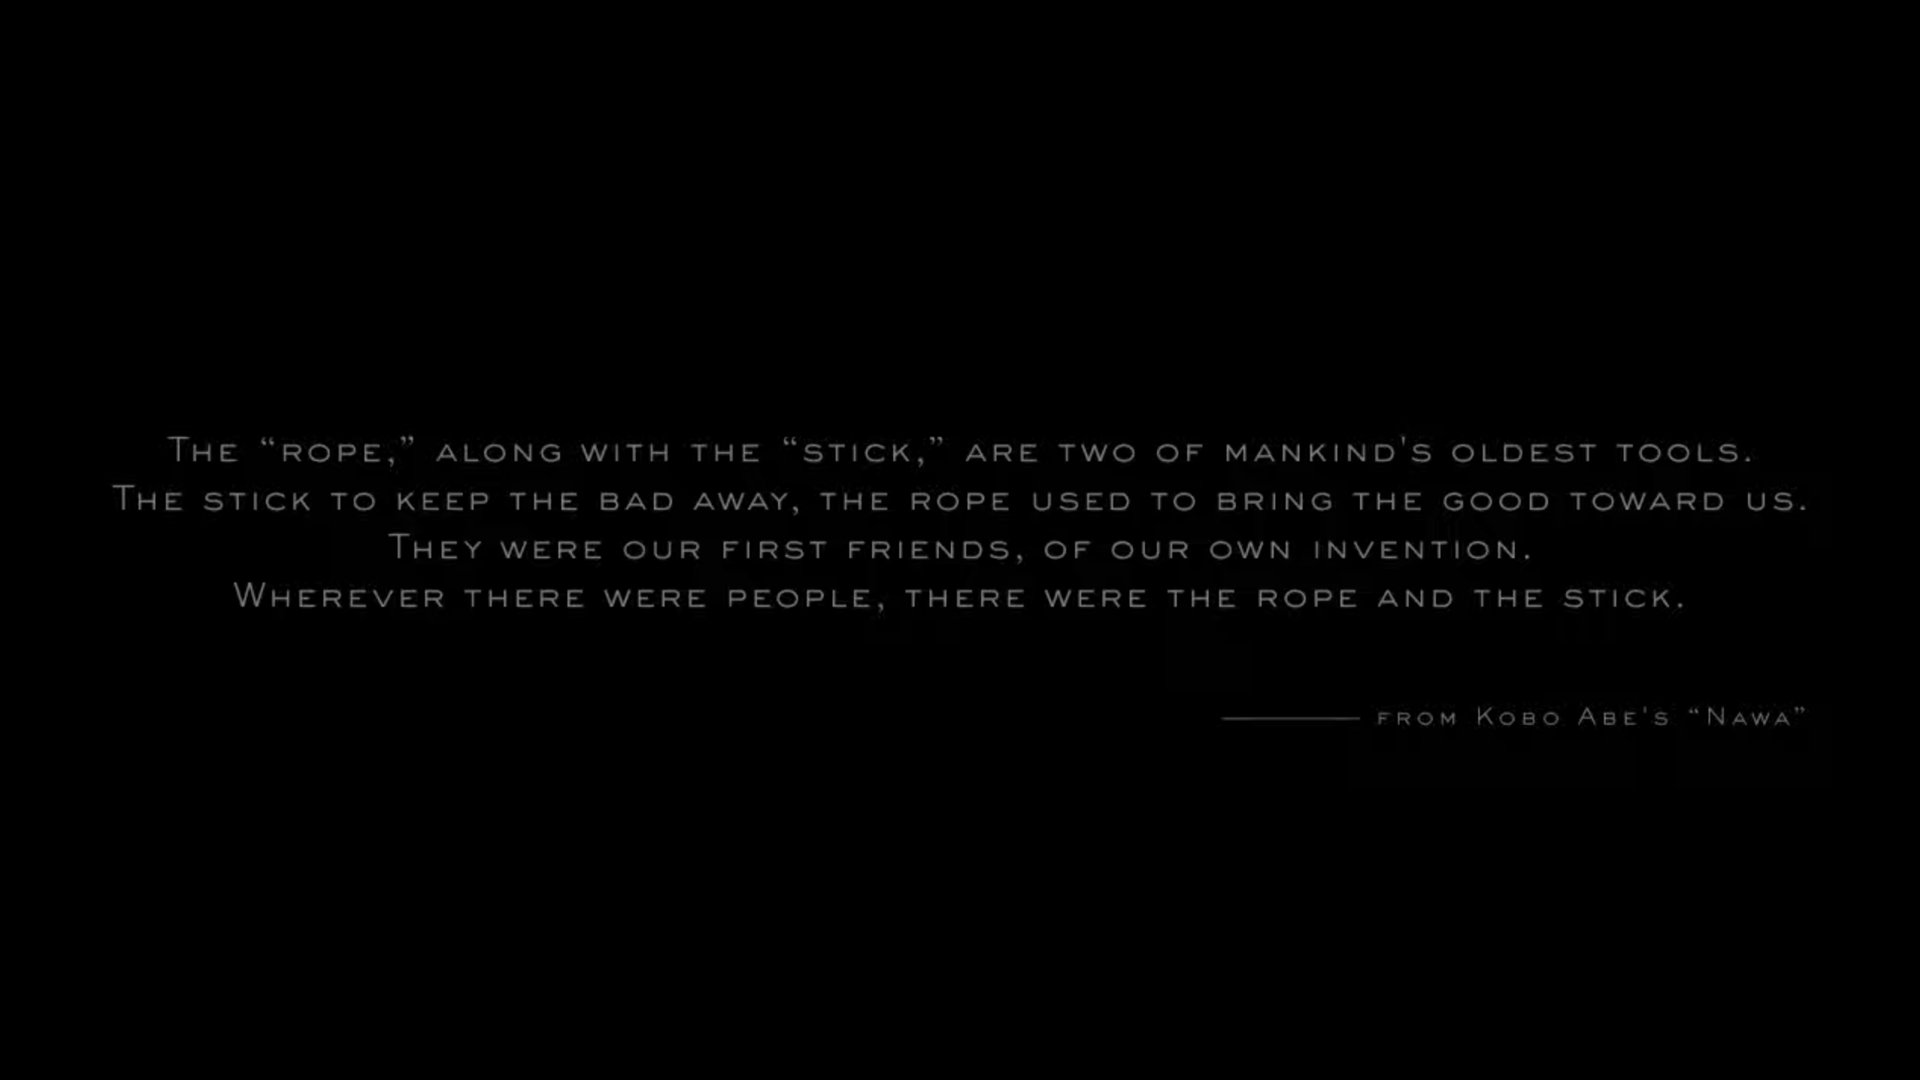 The “rope,” along with the “stick,” are two of mankind's oldest tools.
The stick to keep the bad away, the rope used to bring the good toward us.
They were our first friends, of our own invention.
Wherever there were people, there were the rope and the stick.
from Kobo Abe's “Nawa”